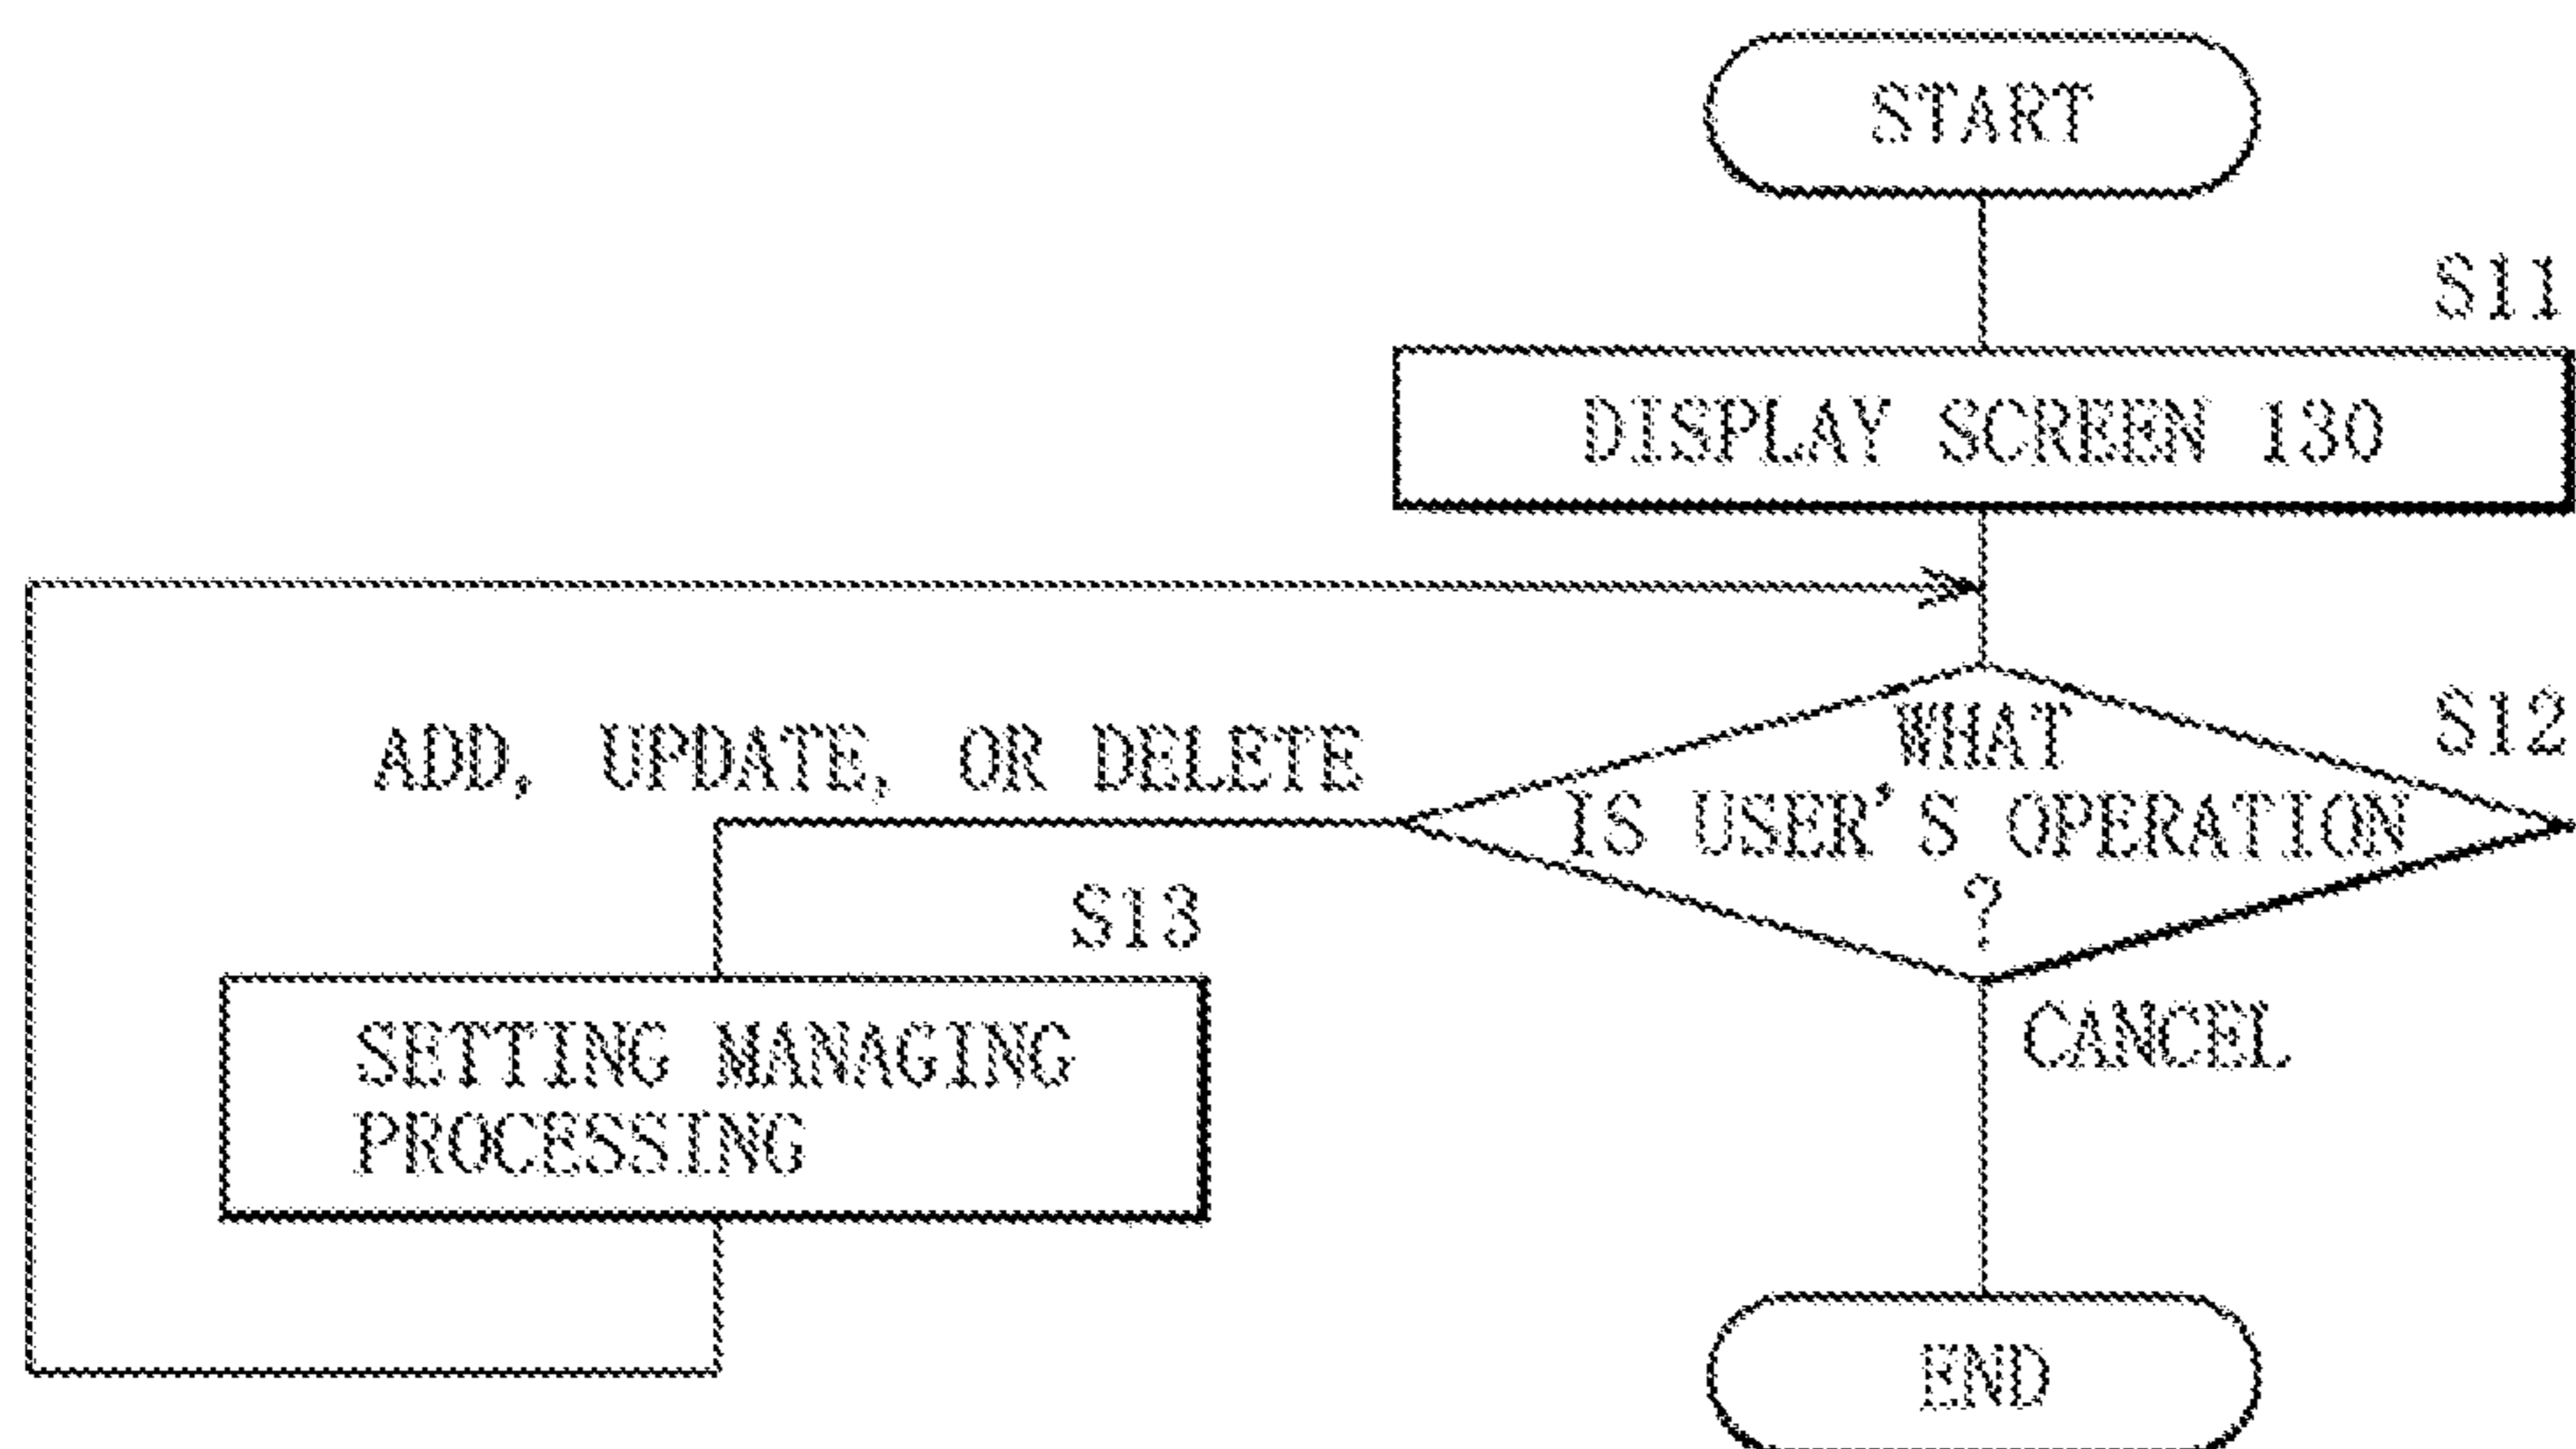 START
S11
DISPLAY SCREEN 130
S12
WHAT
IS USER'S OPERATION
?
ADD, UPDATE, OR DELETE
S13
SETTING MANAGING
PROCESSING
CANCEL
END